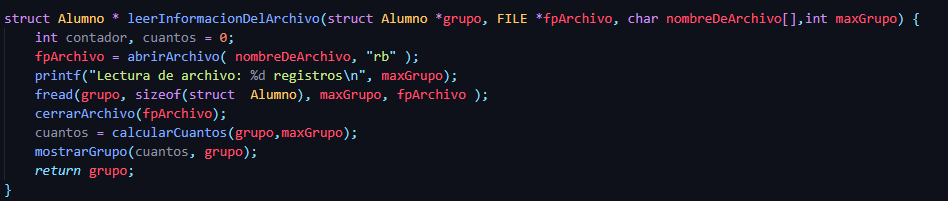 struct Alumno * leerInformacionDelArchivo(struct Alumno *grupo, FILE *fpArchivo, char nombreDeArchivo[],int maxGrupo) {
    int contador, cuantos = 0;
    fpArchivo = abrirArchivo( nombreDeArchivo, "rb" );
    printf("Lectura de archivo: %d registros\n", maxGrupo);
    fread(grupo, sizeof(struct  Alumno), maxGrupo, fpArchivo );
    cerrarArchivo(fpArchivo);
    cuantos = calcularCuantos(grupo,maxGrupo);
    mostrarGrupo(cuantos, grupo);
    return grupo;
}